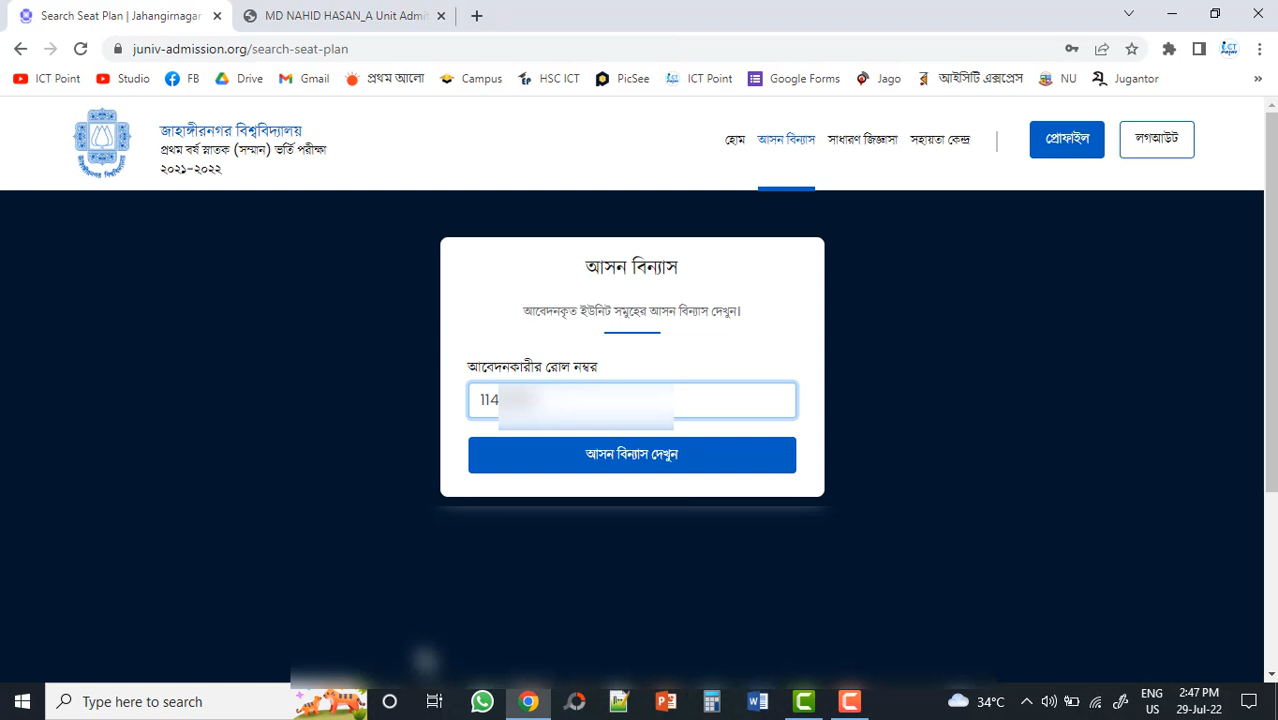 Search Seat Plan | Jahangirnagar
MD NAHID HASAN_A Unit Admit
juniv-admission.org/search-seat-plan
ICT Point Studio FB Drive Gmail প্রথম আলো Campus HSC ICT PicSee ICT Point Google Forms Jago আইসিটি এক্সপ্রেস NU Jugantor »
জাহাঙ্গীরনগর বিশ্ববিদ্যালয়
প্রথম বর্ষ স্নাতক (সম্মান) ভর্তি পরীক্ষা
২০২১-২০২২
হোম আসন বিন্যাস সাধারণ জিজ্ঞাসা সহায়তা কেন্দ্র প্রোফাইল লগআউট
আসন বিন্যাস
আবেদনকৃত ইউনিট সমুহের আসন বিন্যাস দেখুন।
আবেদনকারীর রোল নম্বর
114
আসন বিন্যাস দেখুন
Type here to search
34°C
ENG
US
2:47 PM
29-Jul-22